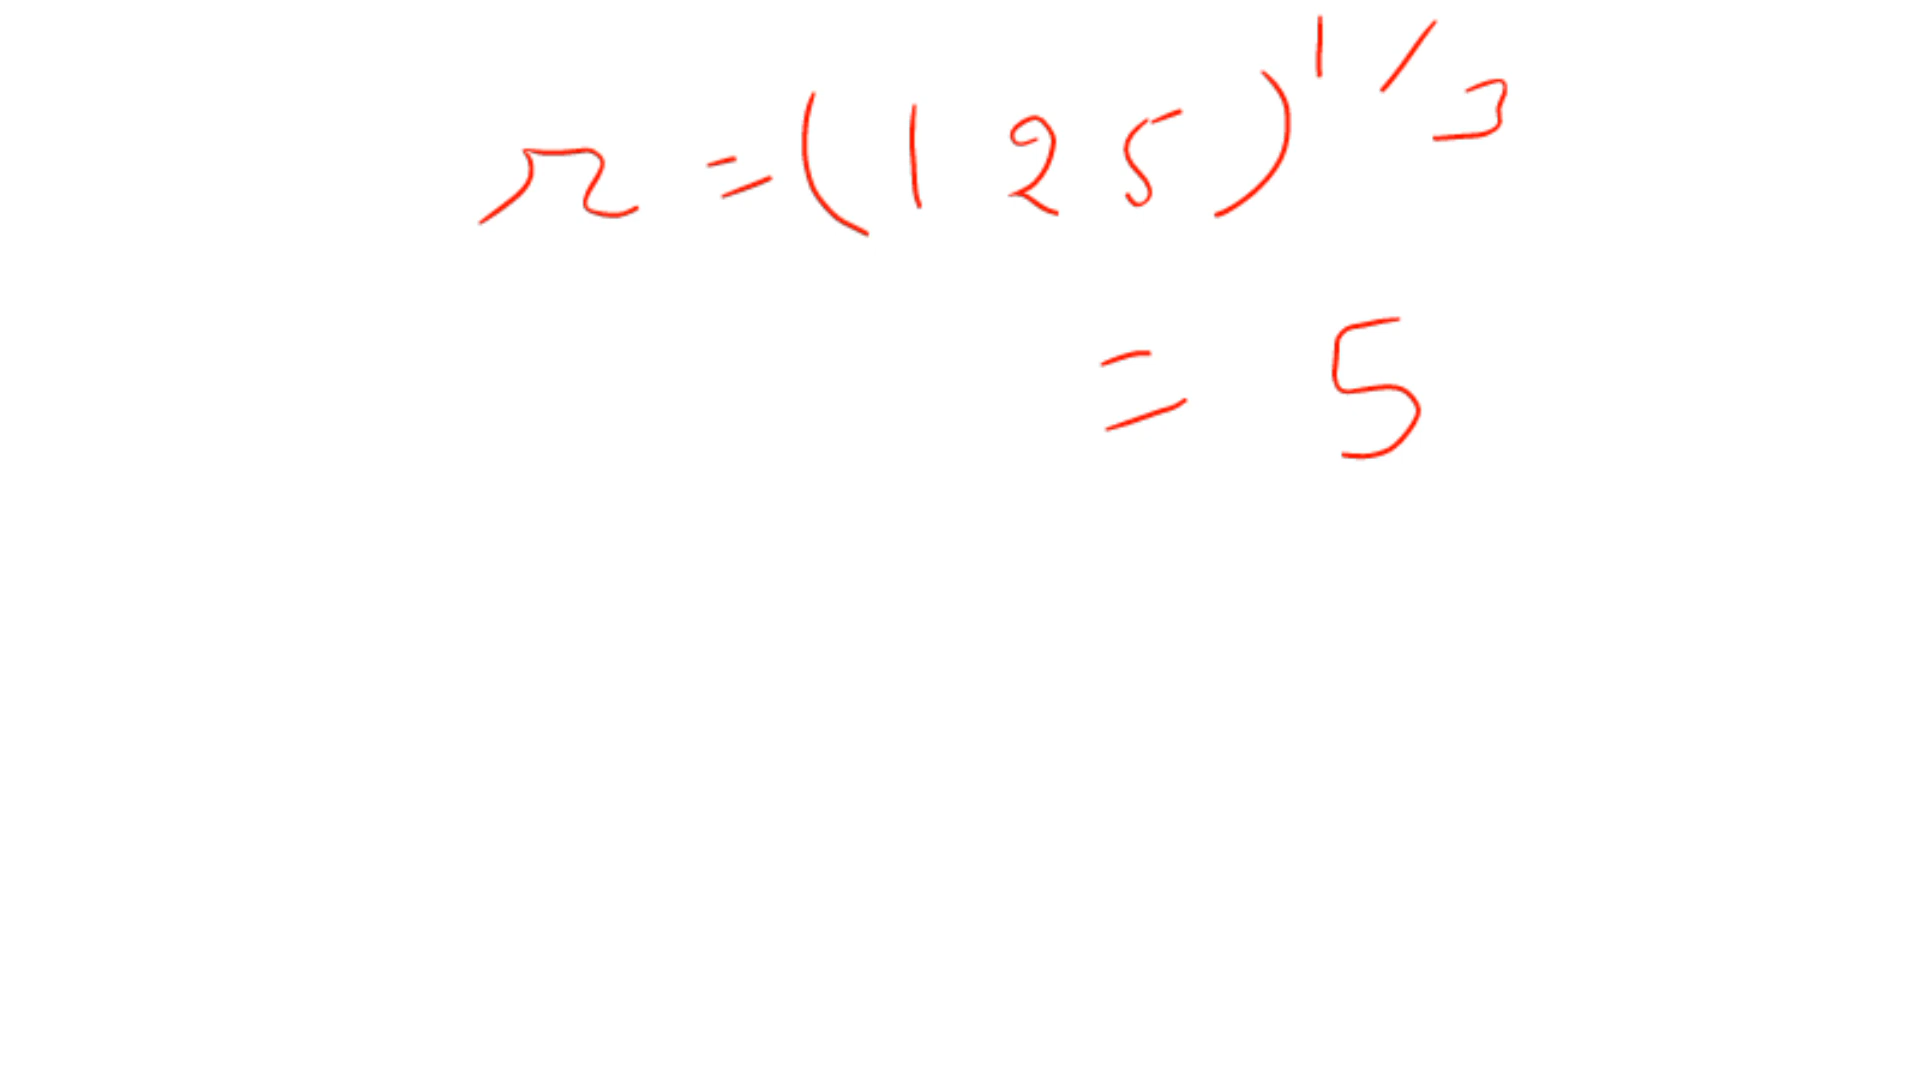 r = (125)^1/3
= 5